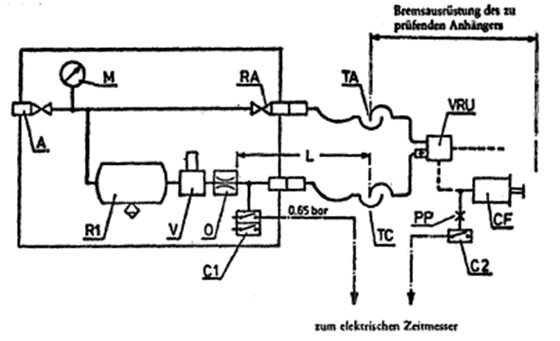 Bremsausrüstung des zu
prüfenden Anhängers
M
RA
TA
VRU
A
L
R1
V
O
0.65 bar
C1
TC
PP
CF
C2
zum elektrischen Zeitmesser